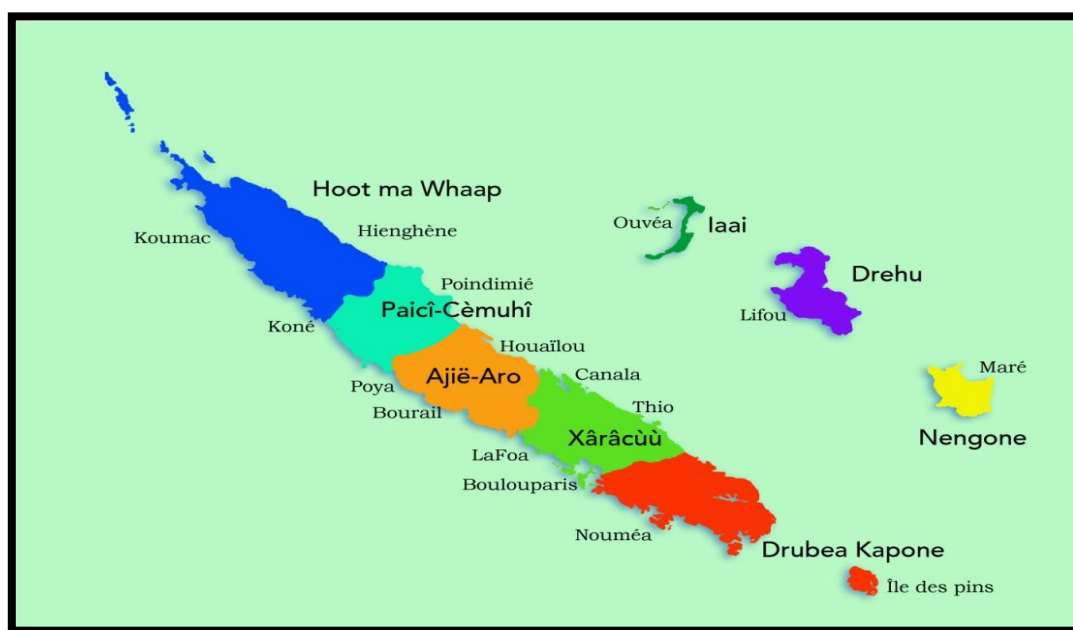 Hoot ma Whaap
Ouvéa
Iaai
Hienghène
Koumac
Drehu
Poindimié
Paicî-Cèmuhî
Lifou
Koné
Houaïlou
Maré
Canala
Ajië-Aro
Poya
Thio
Bourail
Xârâcùù
Nengone
LaFoa
Boulouparis
Nouméa
Drubea Kapone
Île des pins